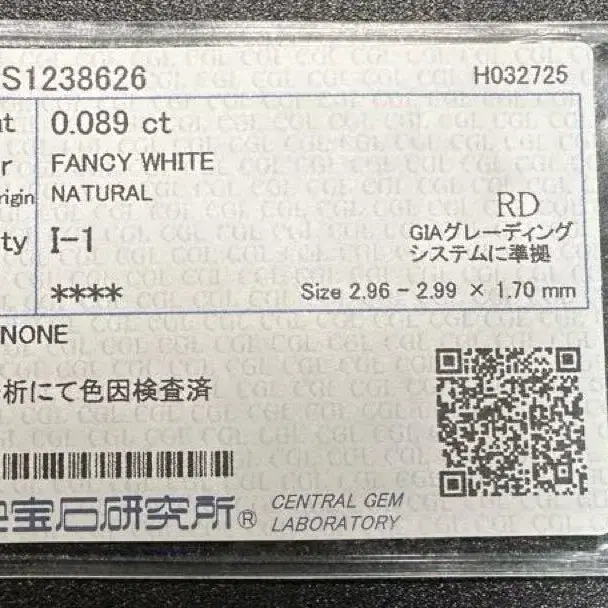 S1238626 H032725
0.089 ct
FANCY WHITE
rigin NATURAL
ty I-1
****
RD
GIAグレーディング
システムに準拠
Size 2.96 - 2.99 × 1.70 mm
NONE
析にて色因検査済
宝石研究所® CENTRAL GEM
LABORATORY